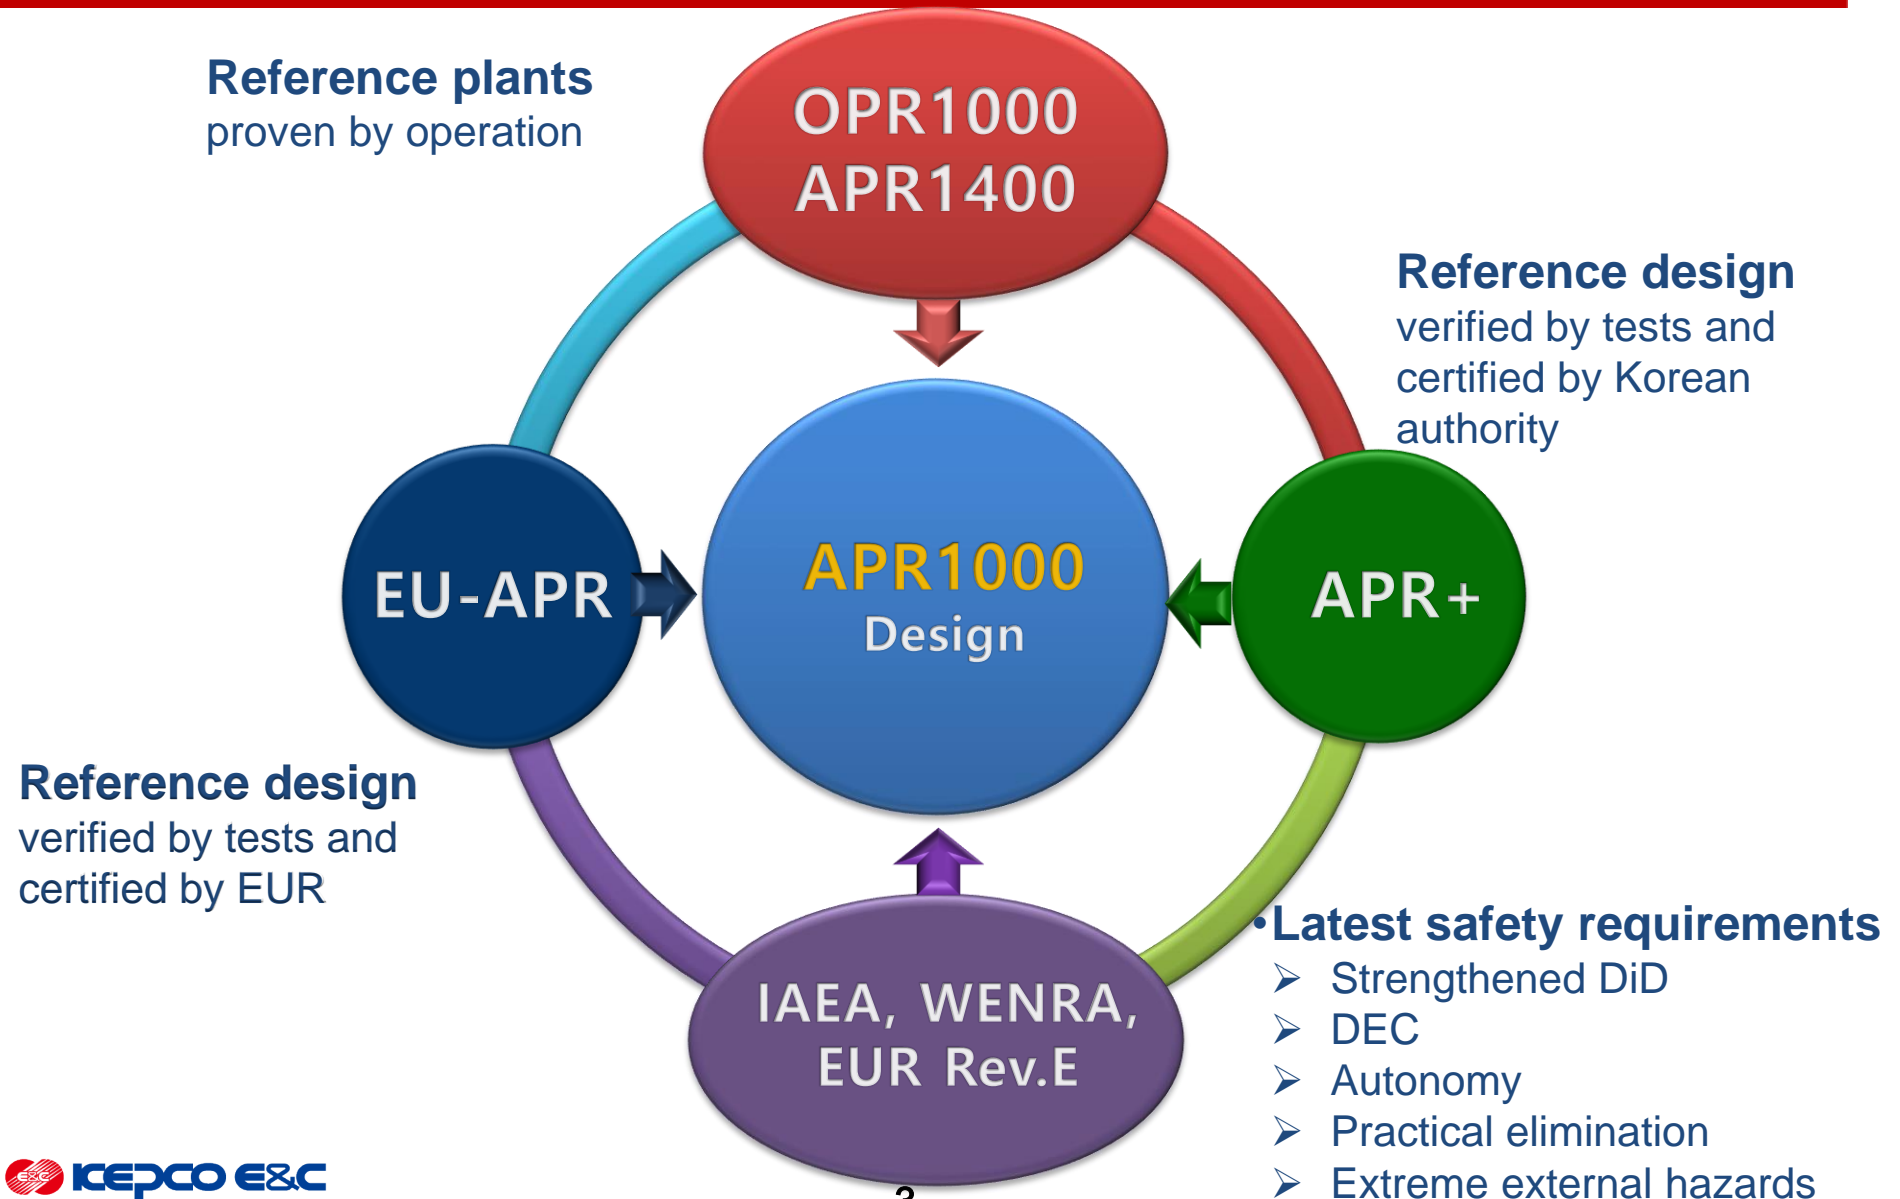 Reference plants
proven by operation
OPR1000
APR1400
Reference design
verified by tests and
certified by Korean
authority
EU-APR
APR1000
Design
APR+
Reference design
verified by tests and
certified by EUR
IAEA, WENRA,
EUR Rev.E
•Latest safety requirements
➢ Strengthened DiD
➢ DEC
➢ Autonomy
➢ Practical elimination
➢ Extreme external hazards
E&C KEPCO E&C
3